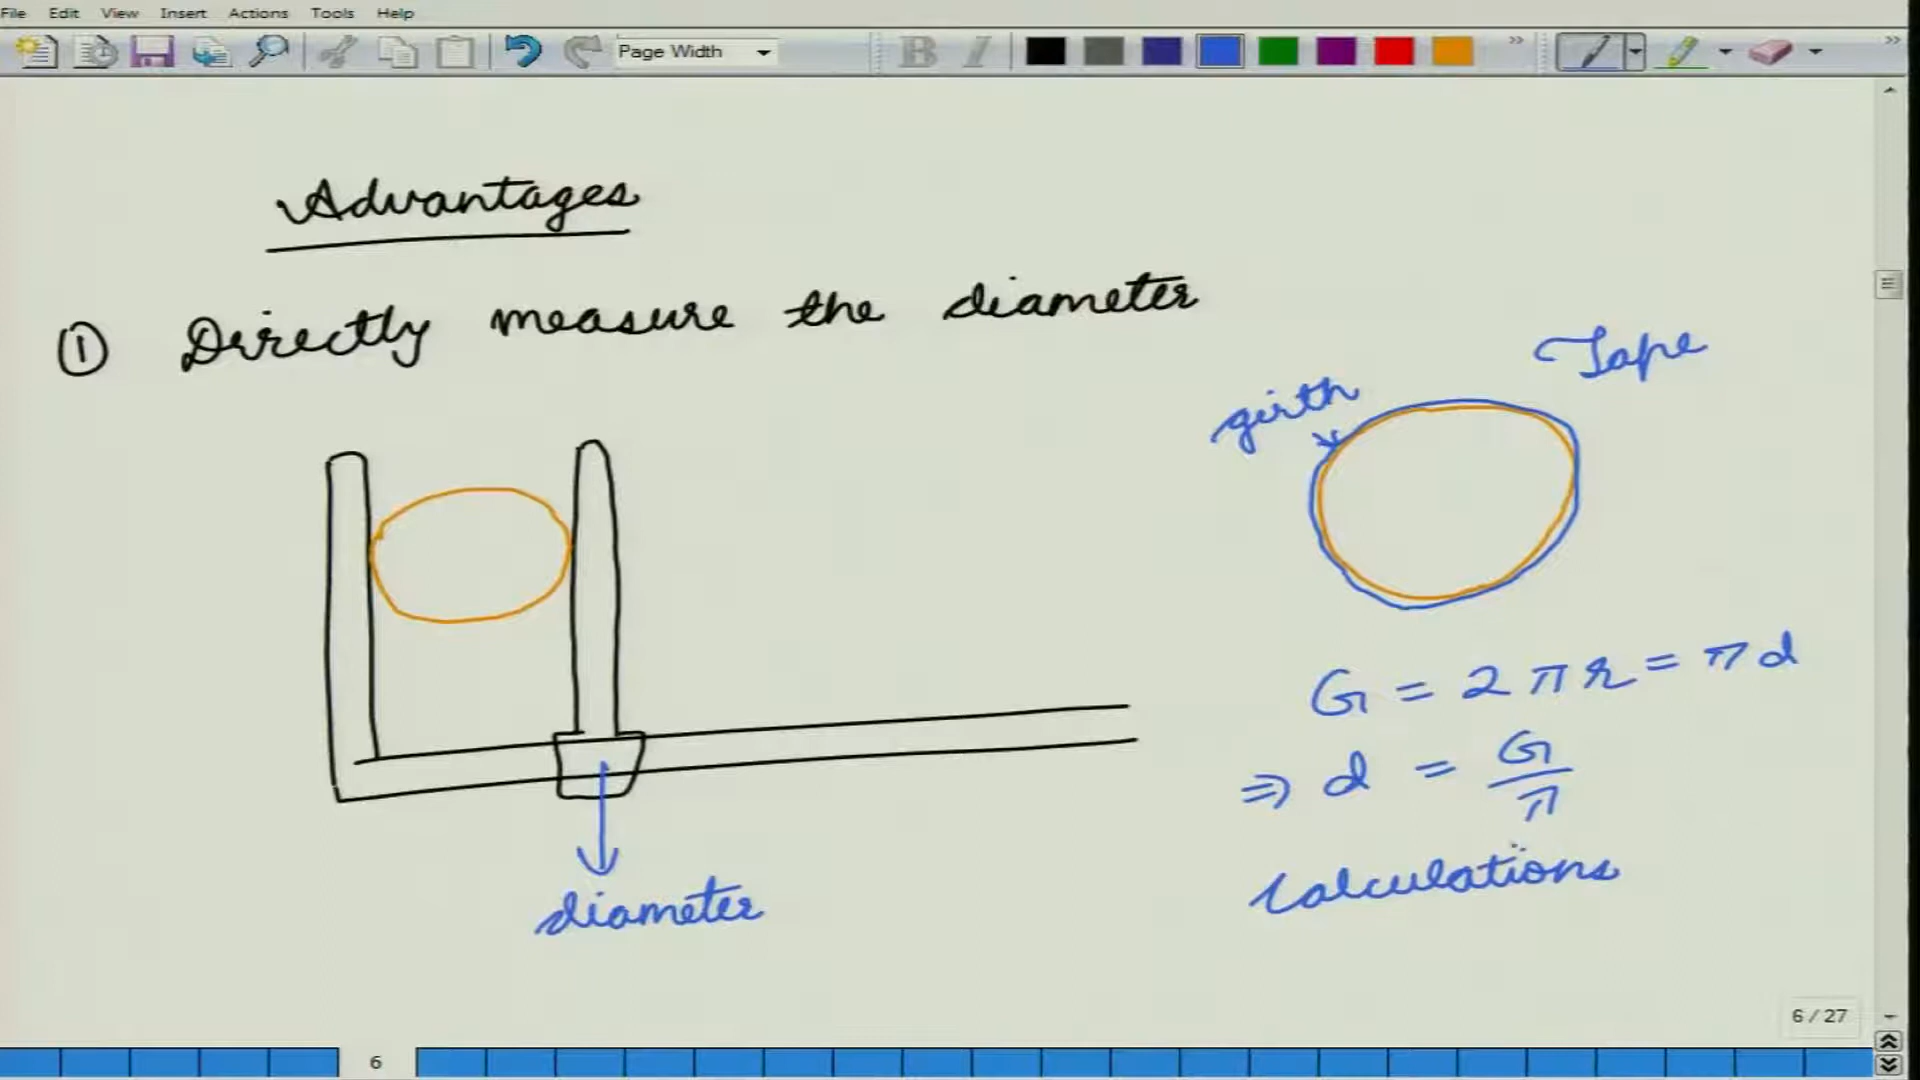 File Edit View Insert Actions Tools Help
Page Width
B I
Advantages
① Directly measure the diameter
Tape
girth
G = 2πr = πd
⇒ d = G/π
Calculations
diameter
6 / 27
6